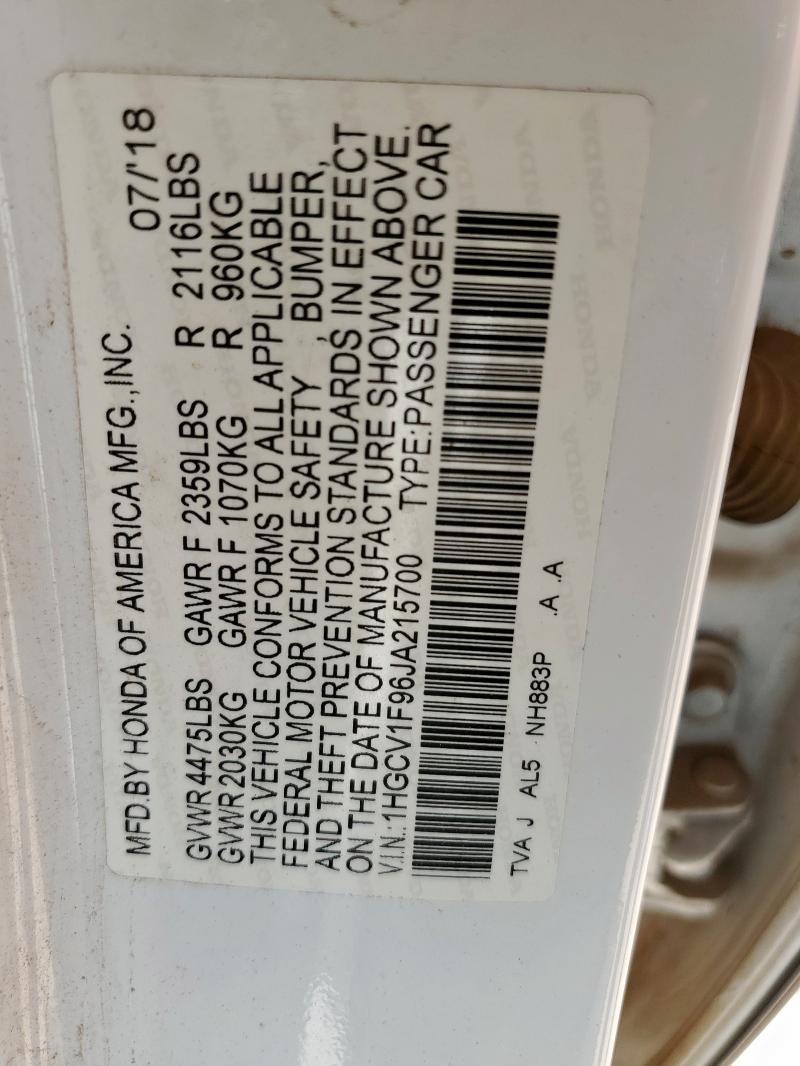 MFD.BY HONDA OF AMERICA MFG.,INC. 07/'18
GVWR 4475LBS GAWR F 2359LBS R 2116LBS
GVWR 2030KG GAWR F 1070KG R 960KG
THIS VEHICLE CONFORMS TO ALL APPLICABLE
FEDERAL MOTOR VEHICLE SAFETY , BUMPER,
AND THEFT PREVENTION STANDARDS IN EFFECT
ON THE DATE OF MANUFACTURE SHOWN ABOVE.
V.I.N.:1HGCV1F96JA215700 TYPE:PASSENGER CAR
TVA J AL5 NH883P .A .A